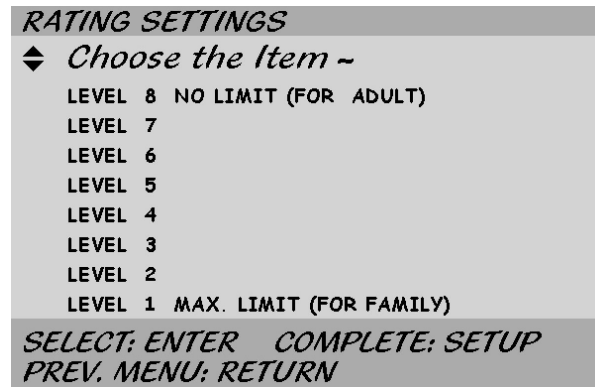 RATING SETTINGS
Choose the Item ~
LEVEL 8 NO LIMIT (FOR ADULT)
LEVEL 7
LEVEL 6
LEVEL 5
LEVEL 4
LEVEL 3
LEVEL 2
LEVEL 1 MAX. LIMIT (FOR FAMILY)
SELECT: ENTER COMPLETE: SETUP
PREV. MENU: RETURN